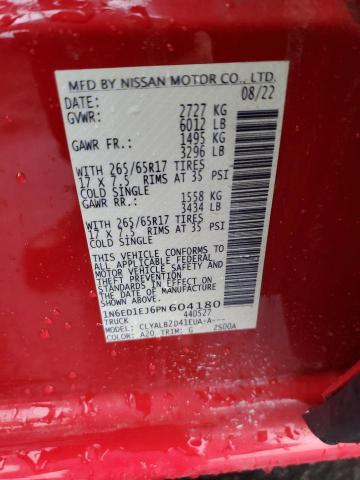 MFD BY NISSAN MOTOR CO., LTD.
DATE: 08/22
GVWR: 2727 KG
6012 LB
GAWR FR.: 1495 KG
3296 LB
WITH 265/65R17 TIRES
17 X 7.5 RIMS AT 35 PSI
COLD SINGLE
GAWR RR.: 1558 KG
3434 LB
WITH 265/65R17 TIRES
17 X 7.5 RIMS AT 35 PSI
COLD SINGLE
THIS VEHICLE CONFORMS TO
ALL APPLICABLE FEDERAL
MOTOR VEHICLE SAFETY
AND THEFT PREVENTION
STANDARDS IN EFFECT ON
THE DATE OF MANUFACTURE
SHOWN ABOVE.
1N6ED1EJ6PN604180
TRUCK 440527
MODEL: CLYALBZD41EUA-A---
COLOR: A20 TRIM: G 2S00A